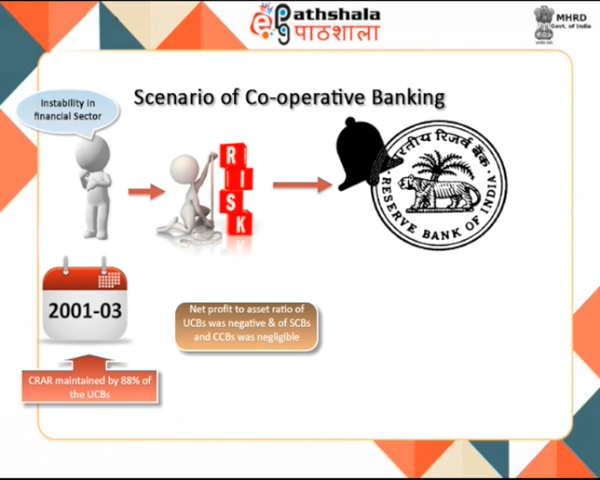 Pathshala
पाठशाला
MHRD
Govt. of India
Instability in
financial Sector
Scenario of Co-operative Banking
R
I
S
K
भारतीय रिज़र्व बैंक
RESERVE BANK OF INDIA
2001-03
Net profit to asset ratio of
UCBs was negative & of SCBs
and CCBs was negligible
CRAR maintained by 88% of
the UCBs